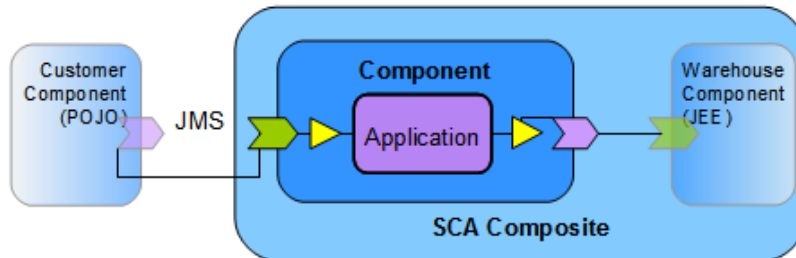 Customer
Component
(POJO)
JMS
Component
Application
Warehouse
Component
(JEE )
SCA Composite